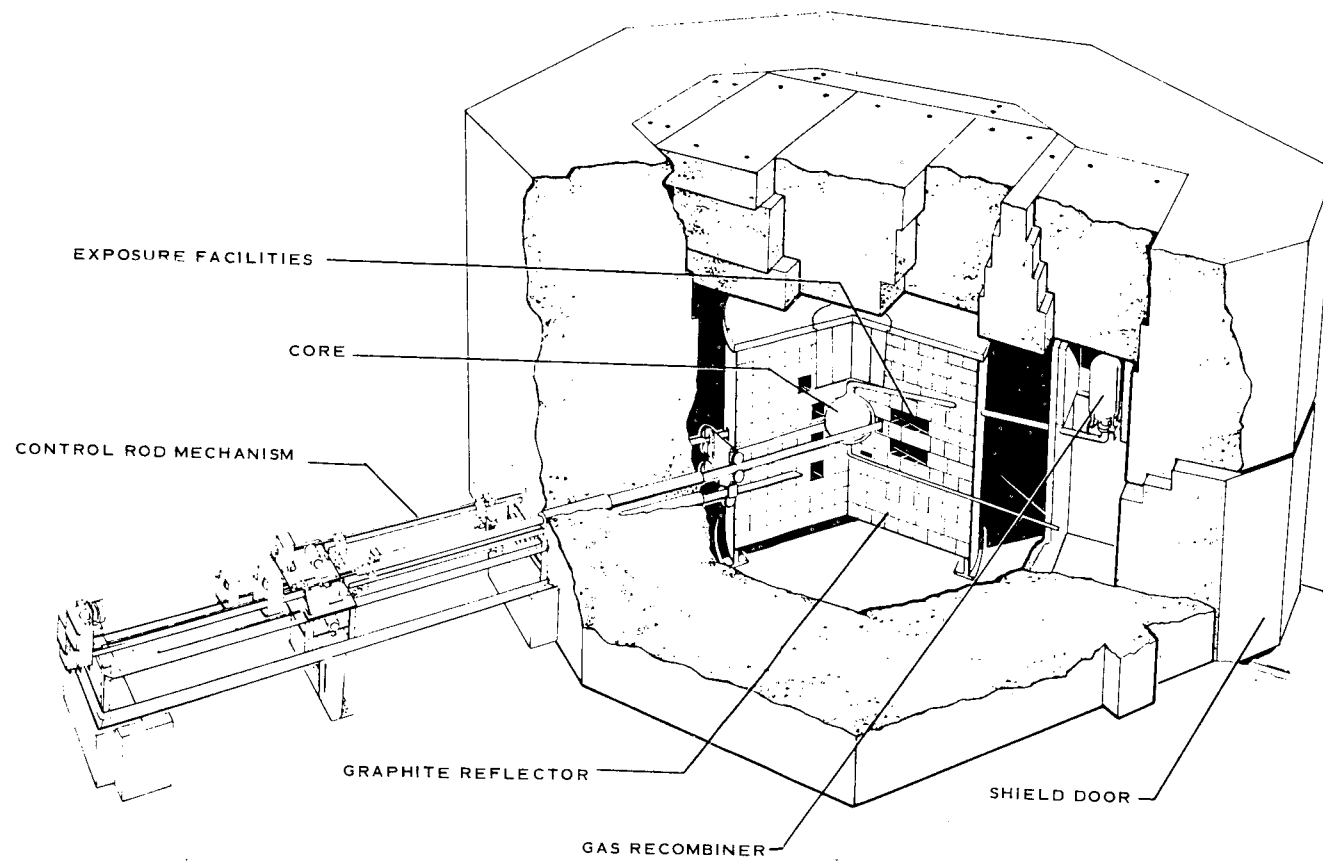 EXPOSURE FACILITIES
CORE
CONTROL ROD MECHANISM
GRAPHITE REFLECTOR
SHIELD DOOR
GAS RECOMBINER